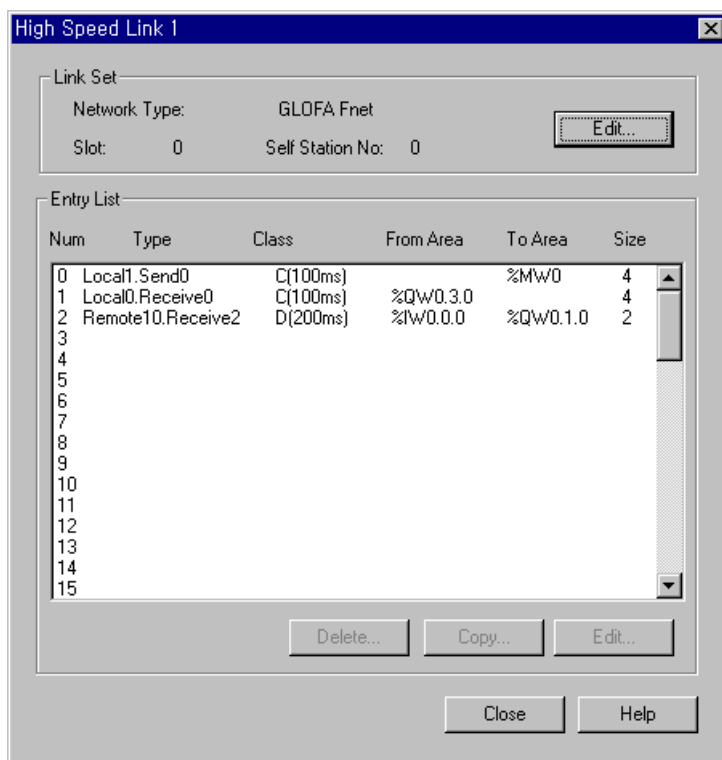 High Speed Link 1
Link Set
Network Type: GLOFA Fnet
Edit...
Slot: 0 Self Station No: 0
Entry List
Num Type Class From Area To Area Size
0 Local1.Send0 C(100ms) %MW0 4
1 Local0.Receive0 C(100ms) %QW0.3.0 4
2 Remote10.Receive2 D(200ms) %IW0.0.0 %QW0.1.0 2
3
4
5
6
7
8
9
10
11
12
13
14
15
Delete... Copy... Edit...
Close Help